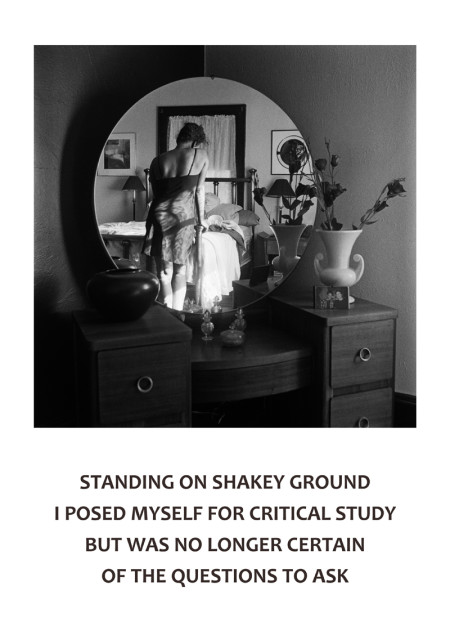 STANDING ON SHAKEY GROUND
I POSED MYSELF FOR CRITICAL STUDY
BUT WAS NO LONGER CERTAIN
OF THE QUESTIONS TO ASK